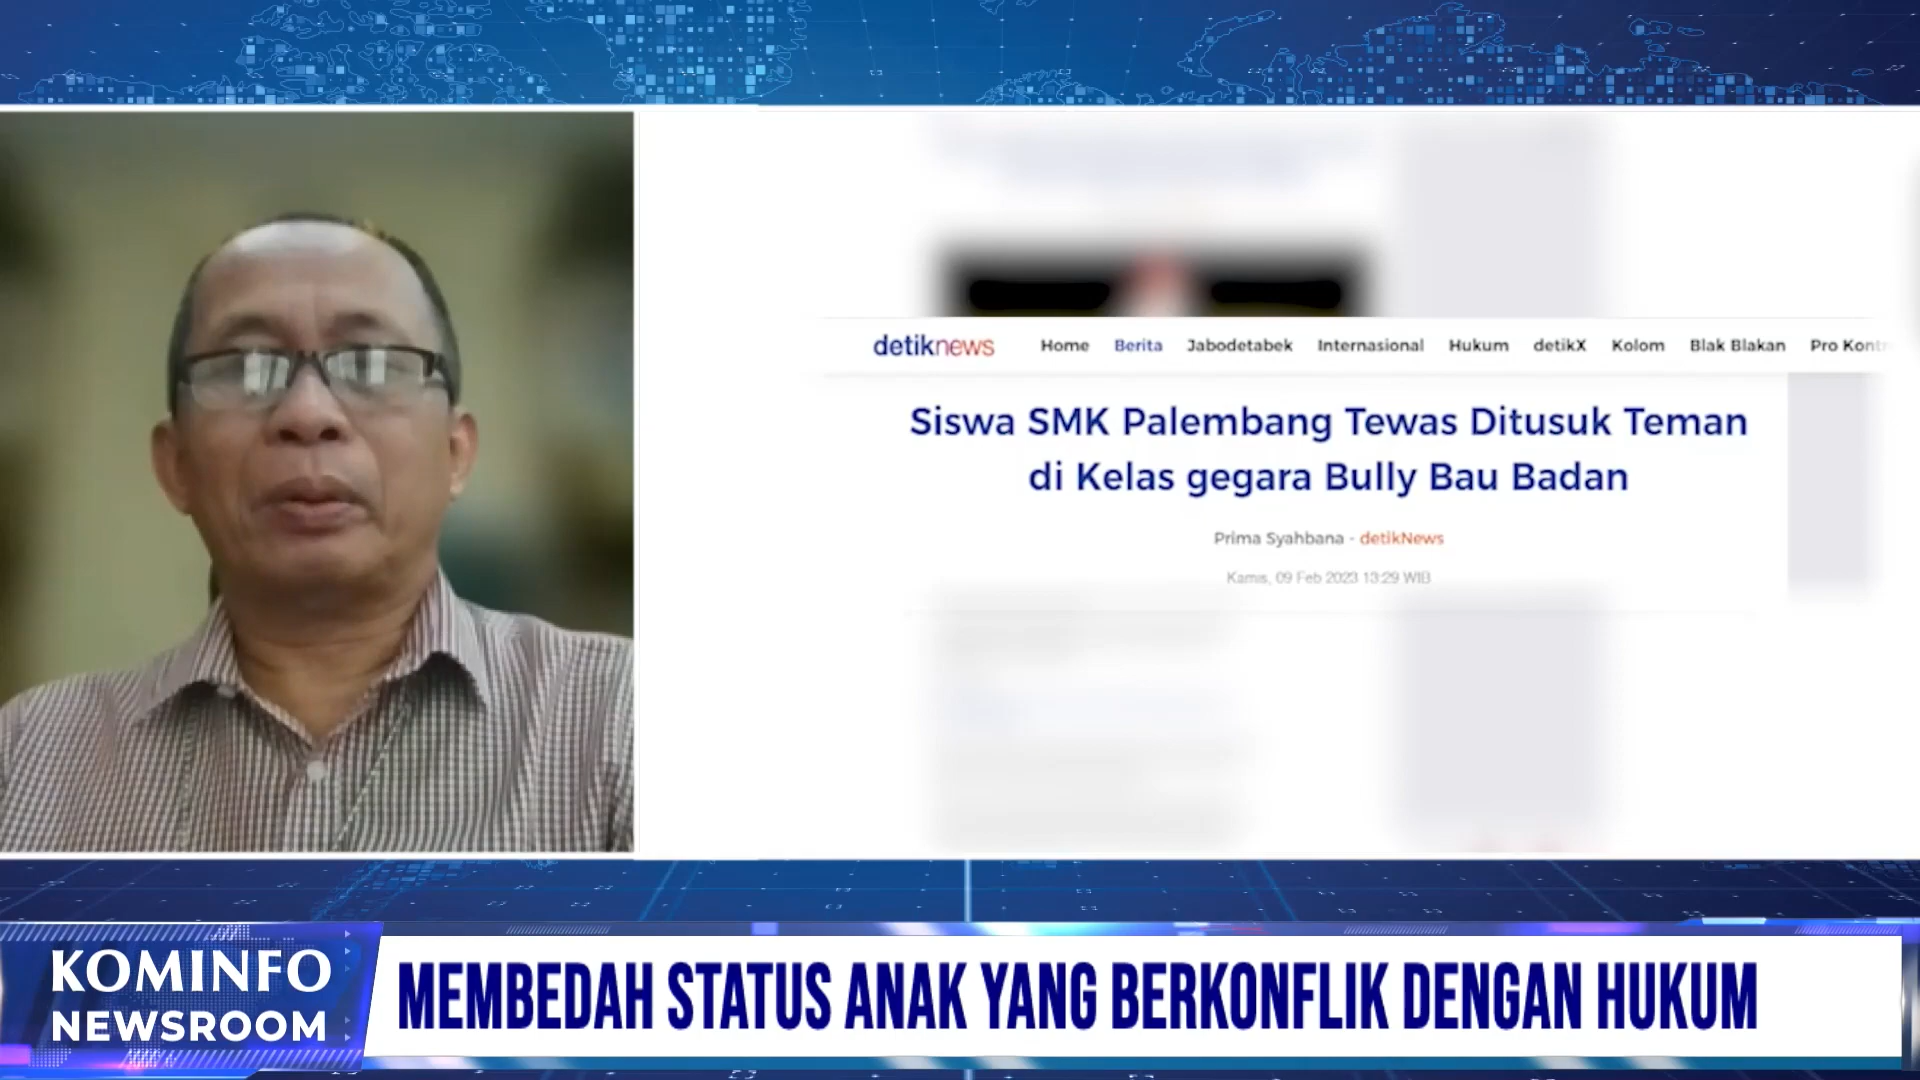 detiknews Home Berita Jabodetabek Internasional Hukum detikX Kolom Blak Blakan Pro Kontr
Siswa SMK Palembang Tewas Ditusuk Teman
di Kelas gegara Bully Bau Badan
Prima Syahbana - detikNews
Kamis, 09 Feb 2023 13:29 WIB
KOMINFO
NEWSROOM
MEMBEDAH STATUS ANAK YANG BERKONFLIK DENGAN HUKUM